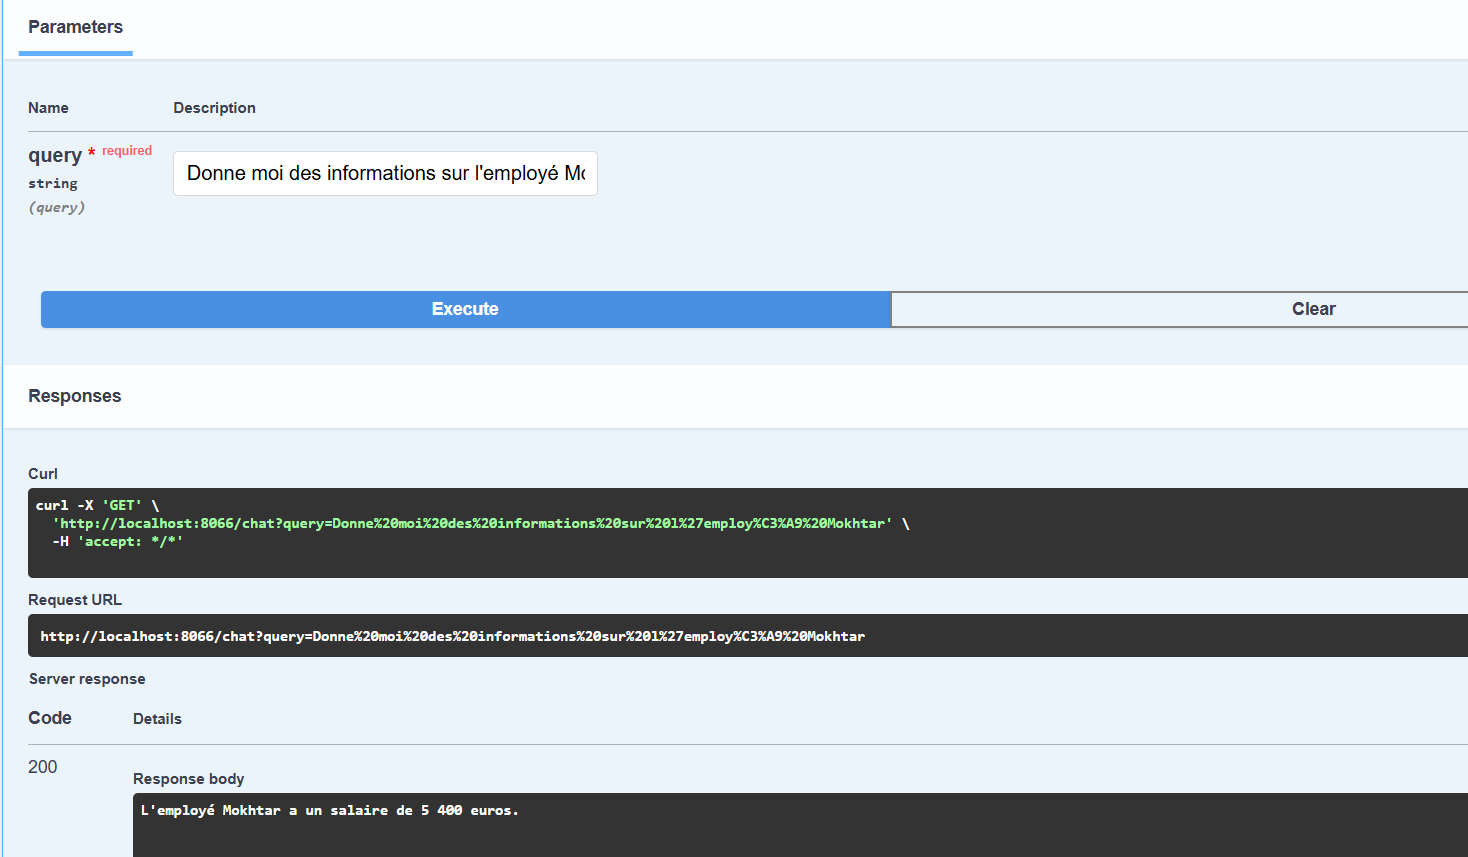 Parameters
Name Description
query * required
string
(query)
Donne moi des informations sur l'employé Mo
Execute Clear
Responses
Curl
curl -X 'GET' \
'http://localhost:8066/chat?query=Donne%20moi%20des%20informations%20sur%20l%27employ%C3%A9%20Mokhtar' \
-H 'accept: */*'
Request URL
http://localhost:8066/chat?query=Donne%20moi%20des%20informations%20sur%20l%27employ%C3%A9%20Mokhtar
Server response
Code Details
200
Response body
L'employé Mokhtar a un salaire de 5 400 euros.